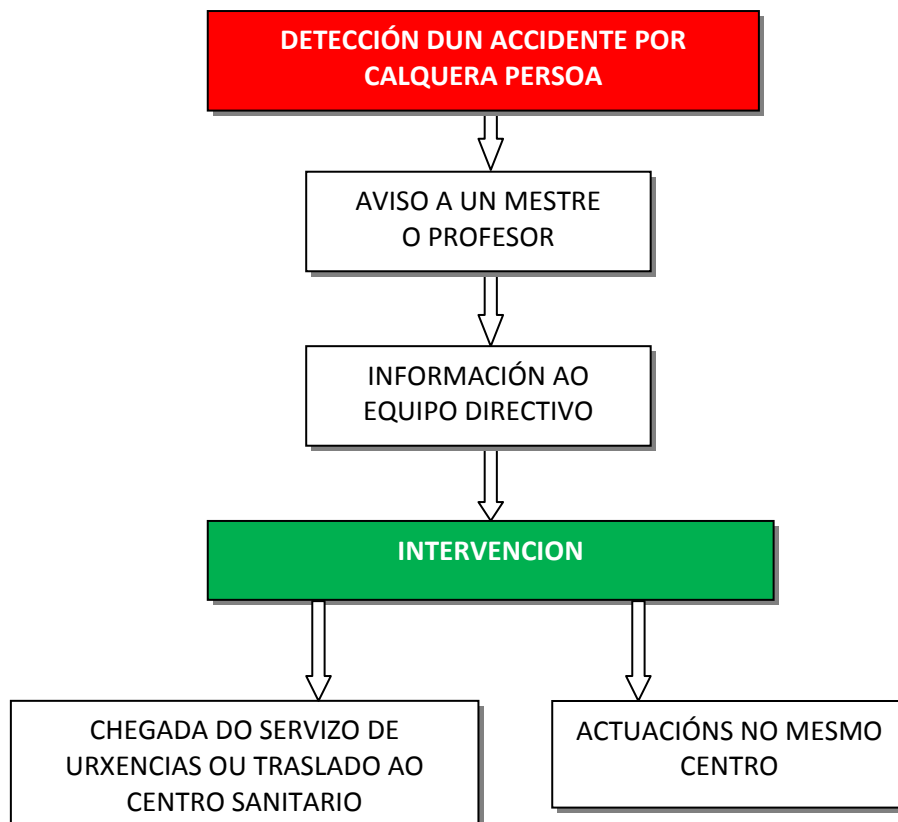 DETECCIÓN DUN ACCIDENTE POR
CALQUERA PERSOA
AVISO A UN MESTRE
O PROFESOR
INFORMACIÓN AO
EQUIPO DIRECTIVO
INTERVENCION
CHEGADA DO SERVIZO DE
URXENCIAS OU TRASLADO AO
CENTRO SANITARIO
ACTUACIÓNS NO MESMO
CENTRO